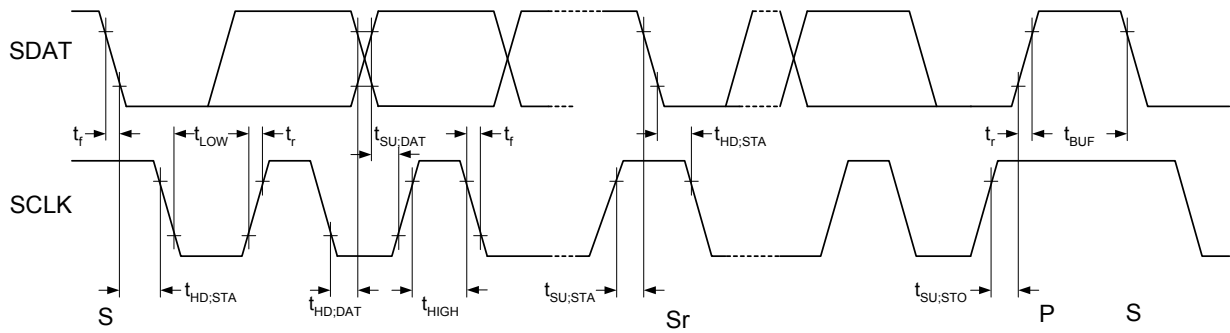 SDAT
t_f t_LOW t_r t_SU;DAT t_f t_HD;STA t_r t_BUF
SCLK
t_HD;STA t_HD;DAT t_HIGH t_SU;STA t_SU;STO
S Sr P S